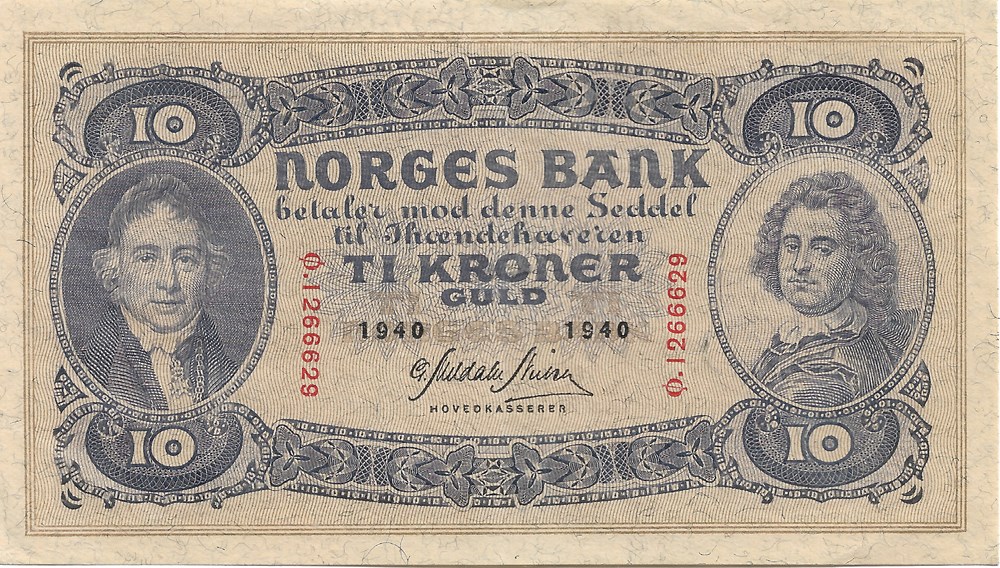 10 10
NORGES BANK
betaler mod denne Seddel
til Ihændehaveren
TI KRONER
GULD
Ø.1266629 Ø.1266629
1940 1940
HOVEDKASSERER
10 10